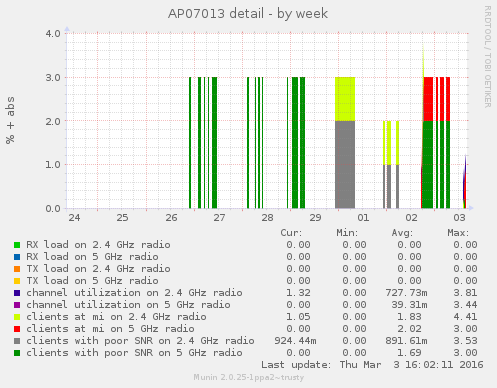 AP07013 detail - by week
RRDTOOL / TOBI OETIKER
% + abs
4.0
3.0
2.0
1.0
0.0
24 25 26 27 28 29 01 02 03
Cur: Min: Avg: Max:
RX load on 2.4 GHz radio 0.00 0.00 0.00 0.00
RX load on 5 GHz radio 0.00 0.00 0.00 0.00
TX load on 2.4 GHz radio 0.00 0.00 0.00 0.00
TX load on 5 GHz radio 0.00 0.00 0.00 0.00
channel utilization on 2.4 GHz radio 1.32 0.00 727.73m 3.81
channel utilization on 5 GHz radio 0.00 0.00 39.31m 3.44
clients at mi on 2.4 GHz radio 1.05 0.00 1.83 4.41
clients at mi on 5 GHz radio 0.00 0.00 2.02 3.00
clients with poor SNR on 2.4 GHz radio 924.44m 0.00 891.61m 3.53
clients with poor SNR on 5 GHz radio 0.00 0.00 1.69 3.00
Last update: Thu Mar 3 16:02:11 2016
Munin 2.0.25-1ppa2~trusty